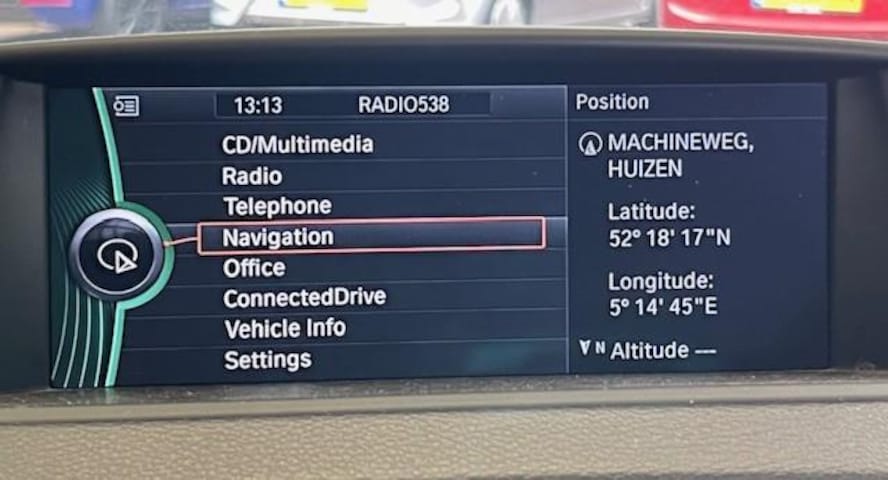 13:13 RADIO538
CD/Multimedia
Radio
Telephone
Navigation
Office
ConnectedDrive
Vehicle Info
Settings
Position
MACHINEWEG,
HUIZEN
Latitude:
52° 18' 17"N
Longitude:
5° 14' 45"E
N Altitude ---